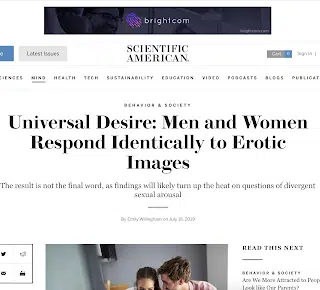 brightcom
Latest Issues
SCIENTIFIC
AMERICAN
Cart 0
Sign in
SCIENCES MIND HEALTH TECH SUSTAINABILITY EDUCATION VIDEO PODCASTS BLOGS PUBLICAT
BEHAVIOR & SOCIETY
Universal Desire: Men and Women
Respond Identically to Erotic
Images
The result is not the final word, as findings will likely turn up the heat on questions of divergent
sexual arousal
By Emily Willingham on July 16, 2019
READ THIS NEXT
BEHAVIOR & SOCIETY
Are We More Attracted to Peop
Look like Our Parents?